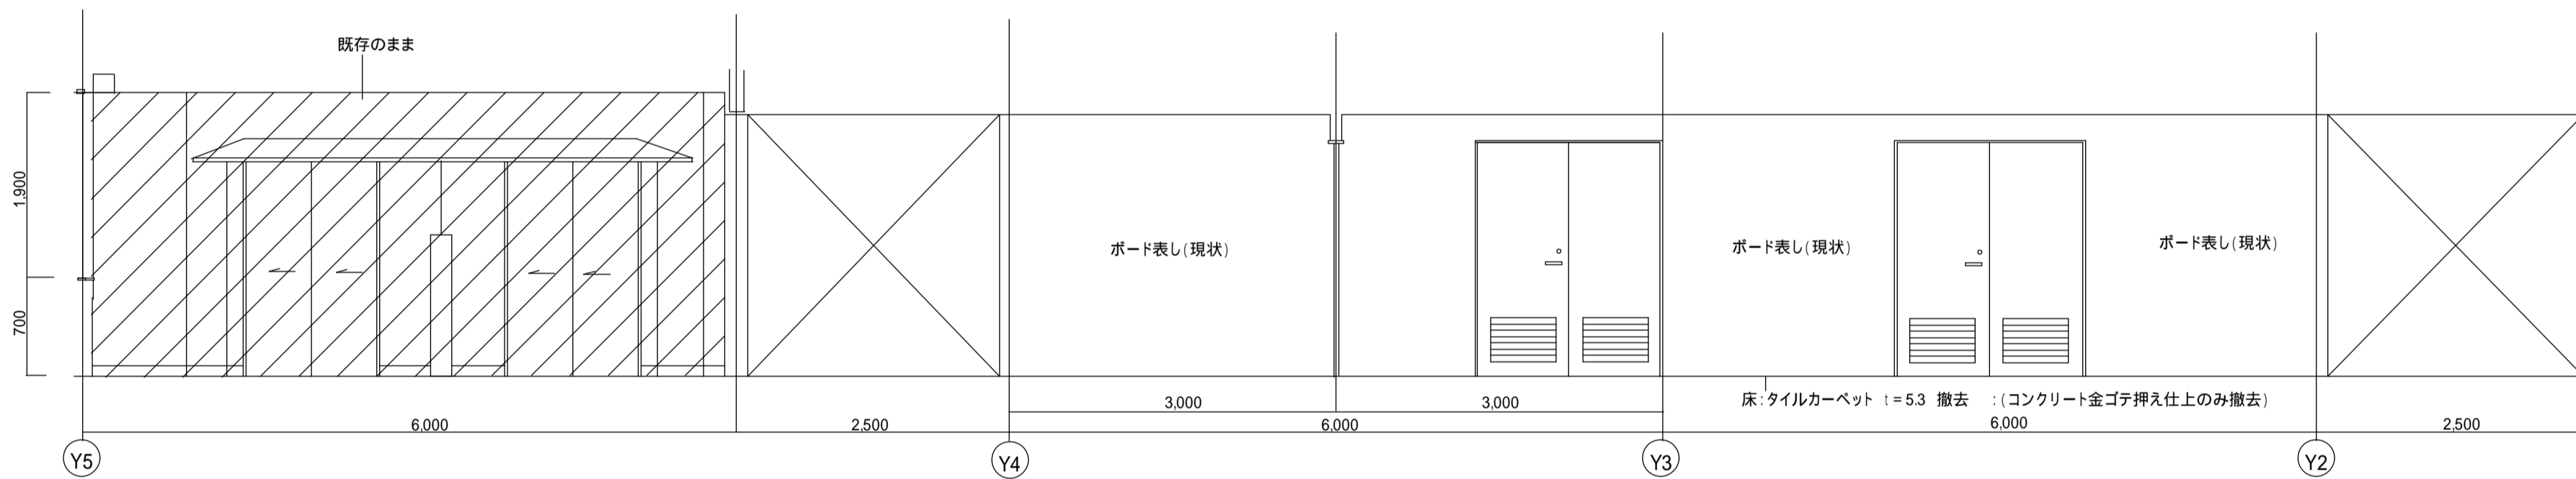 既存のまま
1,900
700
ボード表し(現状)
ボード表し(現状)
ボード表し(現状)
床:タイルカーペット t=5.3 撤去 :(コンクリート金ゴテ押え仕上のみ撤去)
3,000
3,000
6,000
2,500
6,000
6,000
2,500
Y5
Y4
Y3
Y2